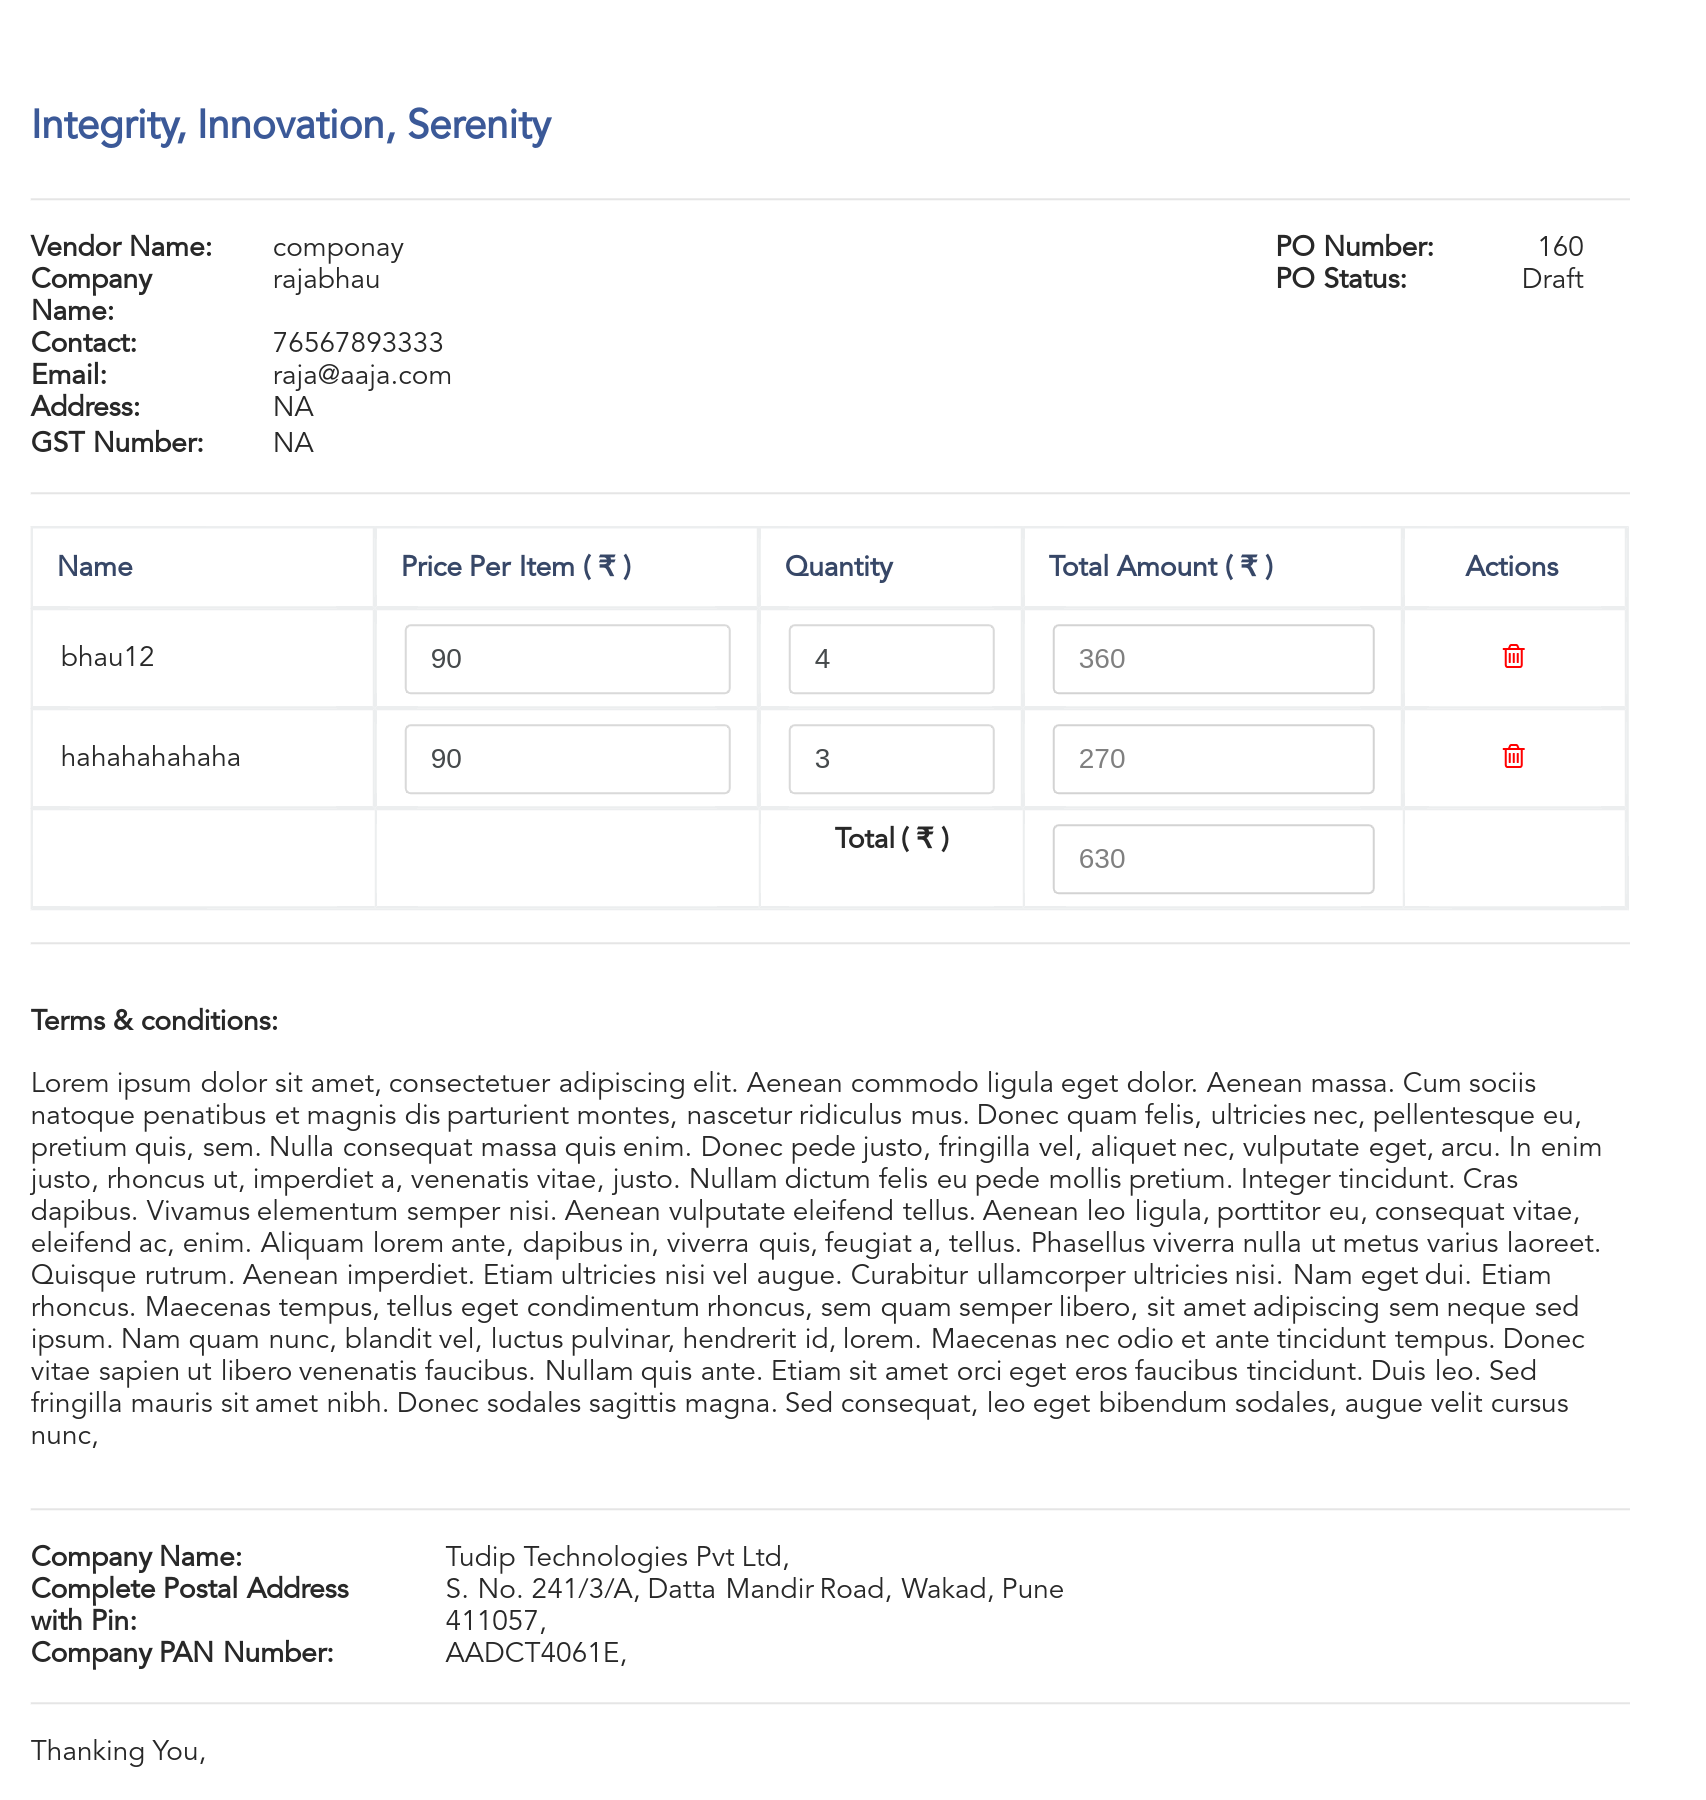 Integrity, Innovation, Serenity
Vendor Name: componay
Company Name: rajabhau
Contact: 76567893333
Email: raja@aaja.com
Address: NA
GST Number: NA
PO Number: 160
PO Status: Draft
Name Price Per Item ( ₹ ) Quantity Total Amount ( ₹ ) Actions
bhau12 90 4 360
hahahahahaha 90 3 270
Total ( ₹ ) 630
Terms & conditions:
Lorem ipsum dolor sit amet, consectetuer adipiscing elit. Aenean commodo ligula eget dolor. Aenean massa. Cum sociis
natoque penatibus et magnis dis parturient montes, nascetur ridiculus mus. Donec quam felis, ultricies nec, pellentesque eu,
pretium quis, sem. Nulla consequat massa quis enim. Donec pede justo, fringilla vel, aliquet nec, vulputate eget, arcu. In enim
justo, rhoncus ut, imperdiet a, venenatis vitae, justo. Nullam dictum felis eu pede mollis pretium. Integer tincidunt. Cras
dapibus. Vivamus elementum semper nisi. Aenean vulputate eleifend tellus. Aenean leo ligula, porttitor eu, consequat vitae,
eleifend ac, enim. Aliquam lorem ante, dapibus in, viverra quis, feugiat a, tellus. Phasellus viverra nulla ut metus varius laoreet.
Quisque rutrum. Aenean imperdiet. Etiam ultricies nisi vel augue. Curabitur ullamcorper ultricies nisi. Nam eget dui. Etiam
rhoncus. Maecenas tempus, tellus eget condimentum rhoncus, sem quam semper libero, sit amet adipiscing sem neque sed
ipsum. Nam quam nunc, blandit vel, luctus pulvinar, hendrerit id, lorem. Maecenas nec odio et ante tincidunt tempus. Donec
vitae sapien ut libero venenatis faucibus. Nullam quis ante. Etiam sit amet orci eget eros faucibus tincidunt. Duis leo. Sed
fringilla mauris sit amet nibh. Donec sodales sagittis magna. Sed consequat, leo eget bibendum sodales, augue velit cursus
nunc,
Company Name: Tudip Technologies Pvt Ltd,
Complete Postal Address S. No. 241/3/A, Datta Mandir Road, Wakad, Pune
with Pin: 411057,
Company PAN Number: AADCT4061E,
Thanking You,